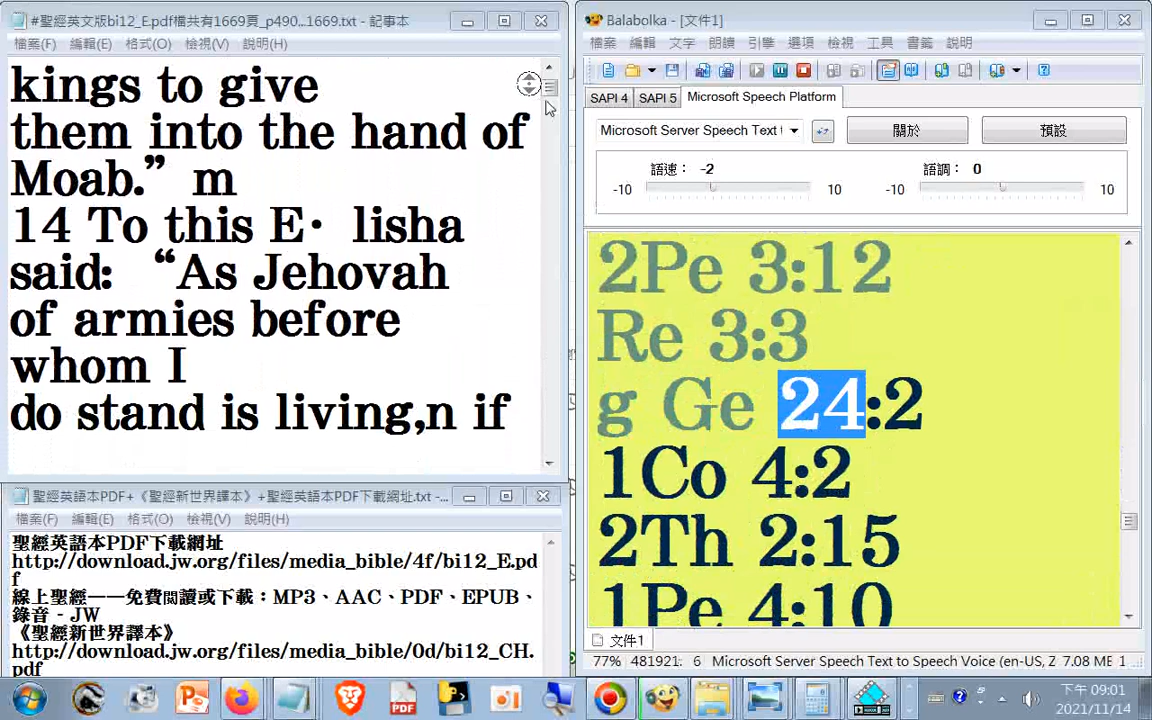 #聖經英文版bi12_E.pdf檔共有1669頁_p490...1669.txt - 記事本
檔案(F) 編輯(E) 格式(O) 檢視(V) 說明(H)
kings to give
them into the hand of
Moab.” m
14 To this E· lisha
said: “As Jehovah
of armies before
whom I
do stand is living,n if
聖經英語本PDF+《聖經新世界譯本》+聖經英語本PDF下載網址.txt -...
檔案(F) 編輯(E) 格式(O) 檢視(V) 說明(H)
聖經英語本PDF下載網址
http://download.jw.org/files/media_bible/4f/bi12_E.pd
f
線上聖經——免費閱讀或下載：MP3、AAC、PDF、EPUB、
錄音 - JW
《聖經新世界譯本》
http://download.jw.org/files/media_bible/0d/bi12_CH.
pdf
Balabolka - [文件1]
檔案 編輯 文字 朗讀 引擎 選項 檢視 工具 書籤 說明
SAPI 4 SAPI 5 Microsoft Speech Platform
Microsoft Server Speech Text t 關於 預設
語速： -2 語調： 0
-10 10 -10 10
2Pe 3:12
Re 3:3
g Ge 24:2
1Co 4:2
2Th 2:15
1Pe 4:10
文件1
77% 481921. 6 Microsoft Server Speech Text to Speech Voice (en-US, Z 7.08 ME 1
下午 09:01
2021/11/14